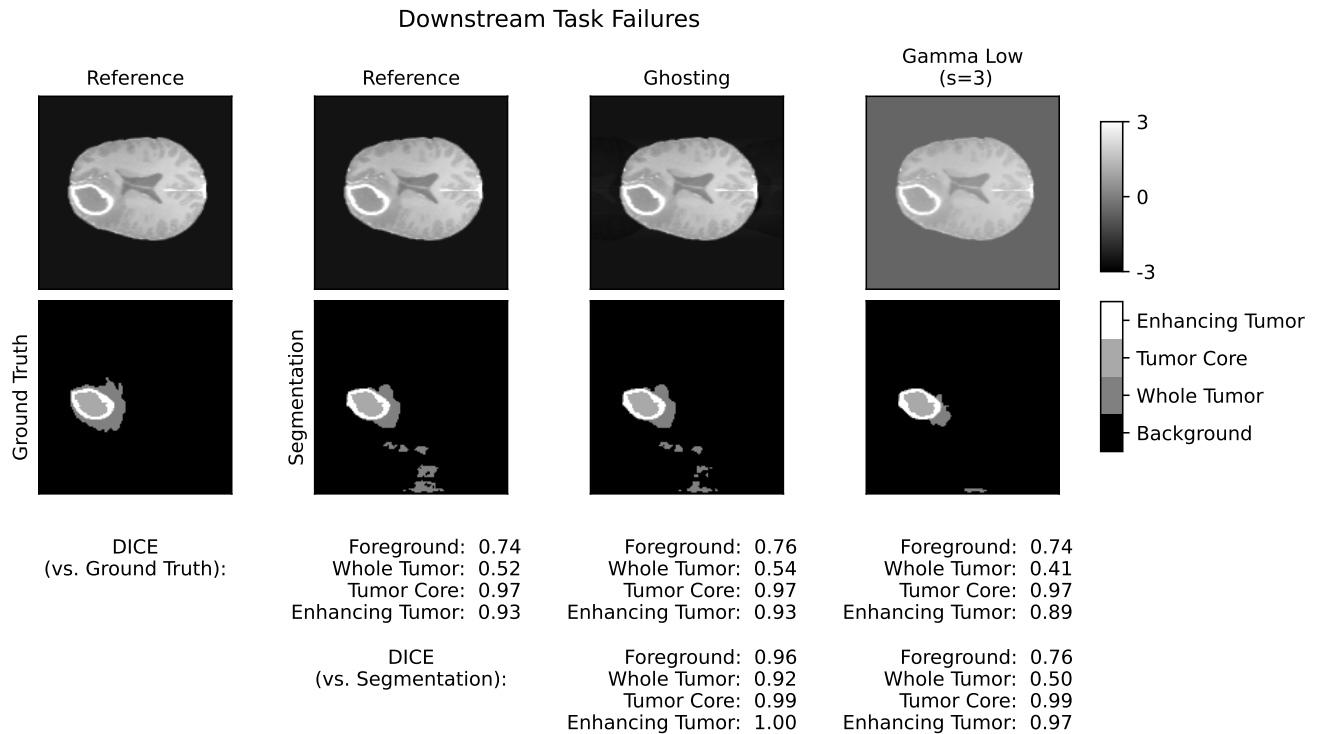 Downstream Task Failures
Reference
Reference
Ghosting
Gamma Low
(s=3)
3
0
-3
Ground Truth
Segmentation
Enhancing Tumor
Tumor Core
Whole Tumor
Background
DICE
(vs. Ground Truth):
Foreground: 0.74
Whole Tumor: 0.52
Tumor Core: 0.97
Enhancing Tumor: 0.93
Foreground: 0.76
Whole Tumor: 0.54
Tumor Core: 0.97
Enhancing Tumor: 0.93
Foreground: 0.74
Whole Tumor: 0.41
Tumor Core: 0.97
Enhancing Tumor: 0.89
DICE
(vs. Segmentation):
Foreground: 0.96
Whole Tumor: 0.92
Tumor Core: 0.99
Enhancing Tumor: 1.00
Foreground: 0.76
Whole Tumor: 0.50
Tumor Core: 0.99
Enhancing Tumor: 0.97